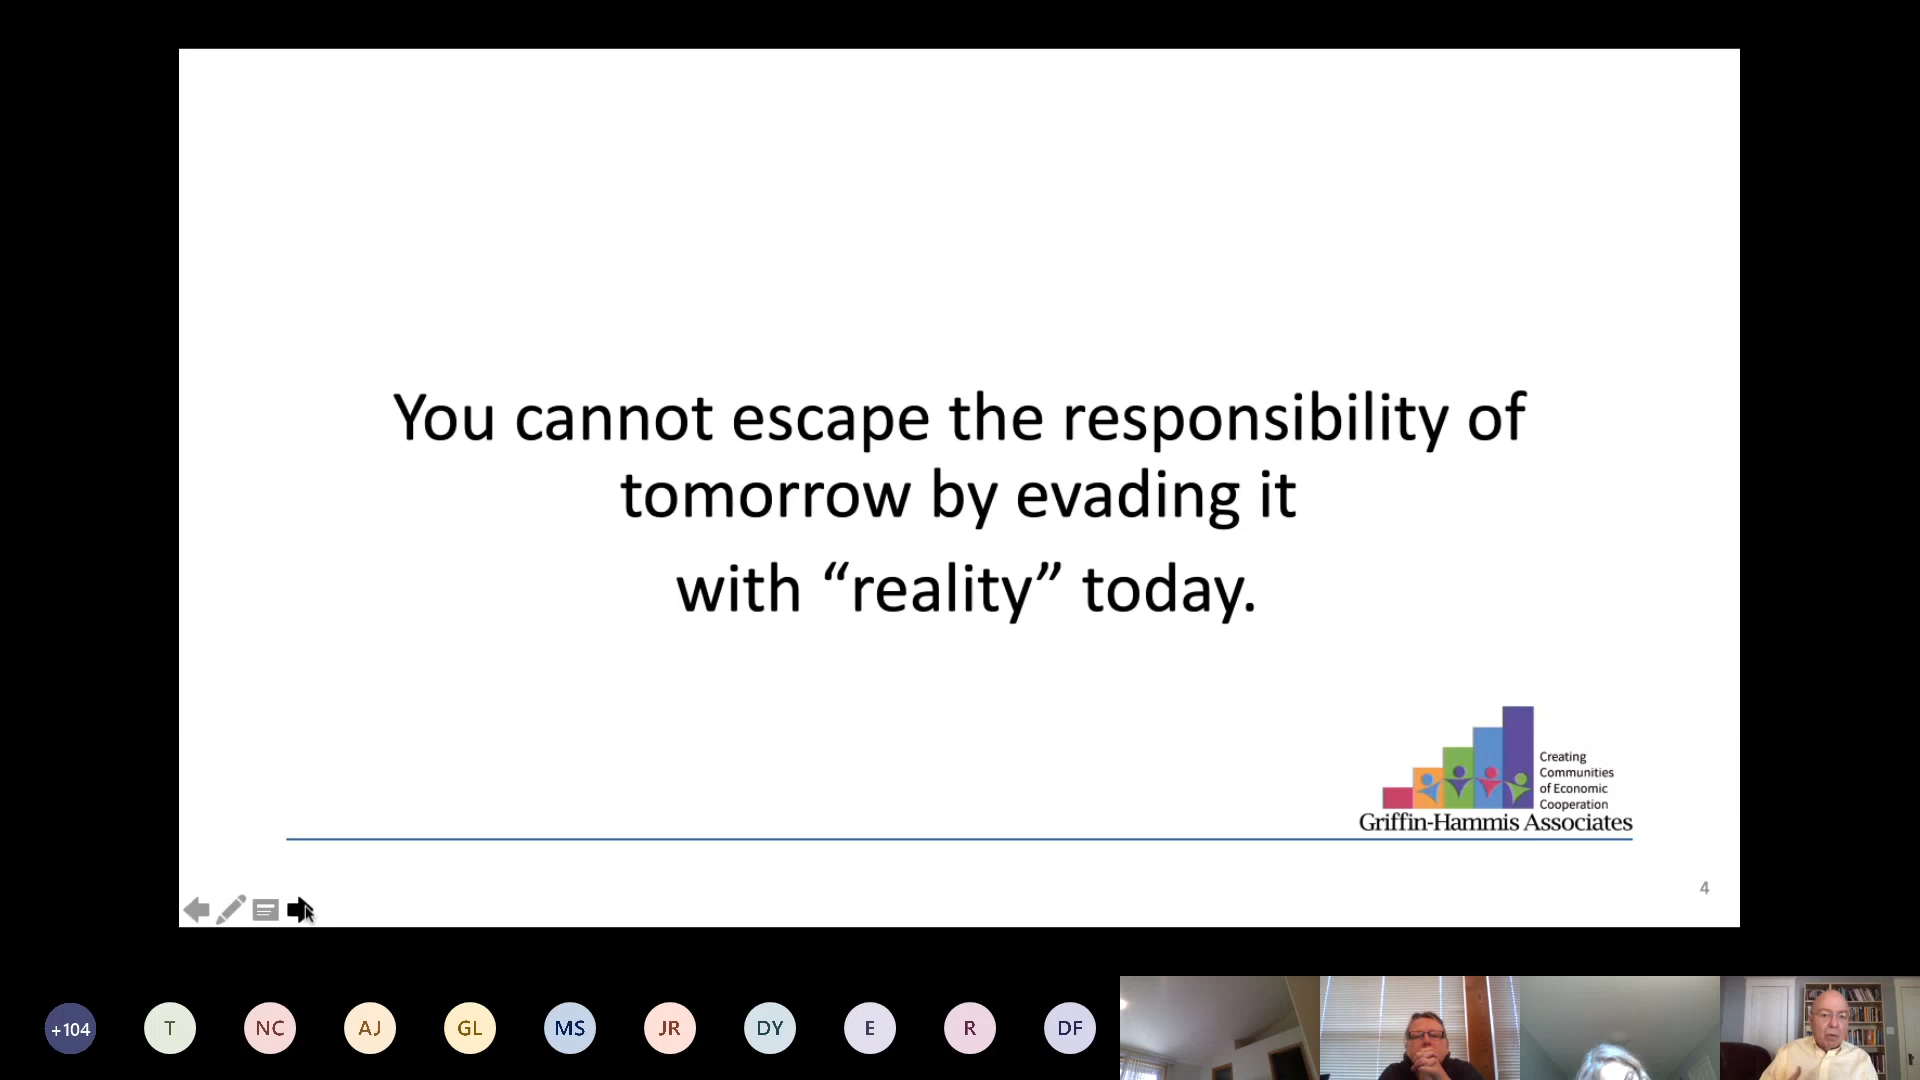 You cannot escape the responsibility of
tomorrow by evading it
with “reality” today.
Creating
Communities
of Economic
Cooperation
Griffin-Hammis Associates
4
+104 T NC AJ GL MS JR DY E R DF